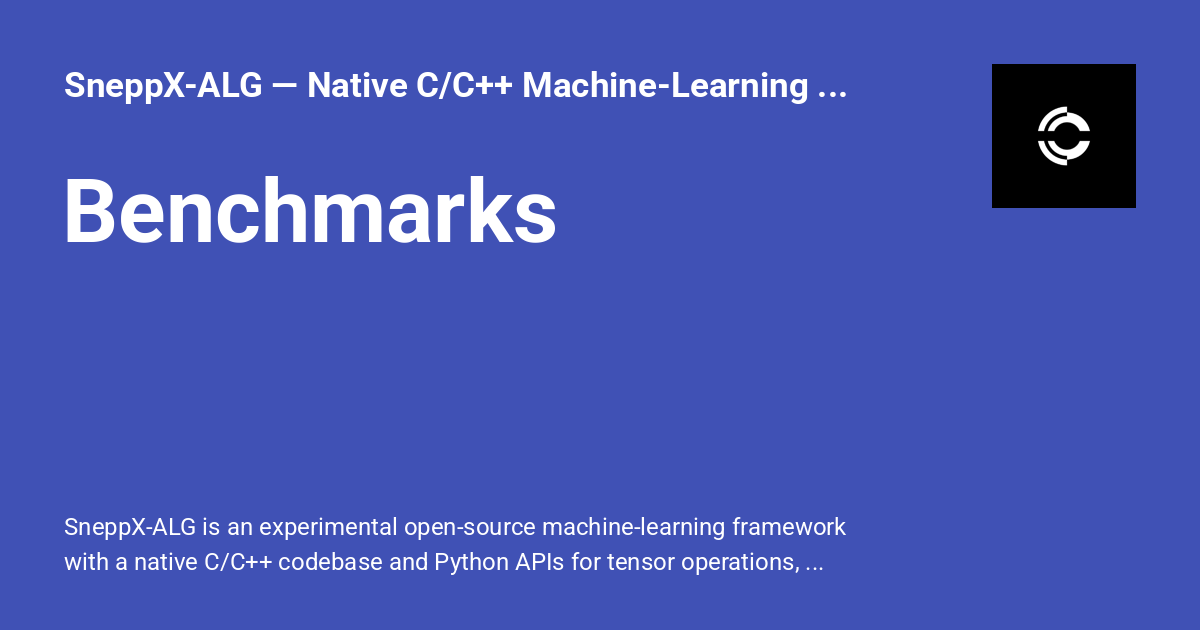 SneppX-ALG — Native C/C++ Machine-Learning ...
Benchmarks
SneppX-ALG is an experimental open-source machine-learning framework
with a native C/C++ codebase and Python APIs for tensor operations, ...